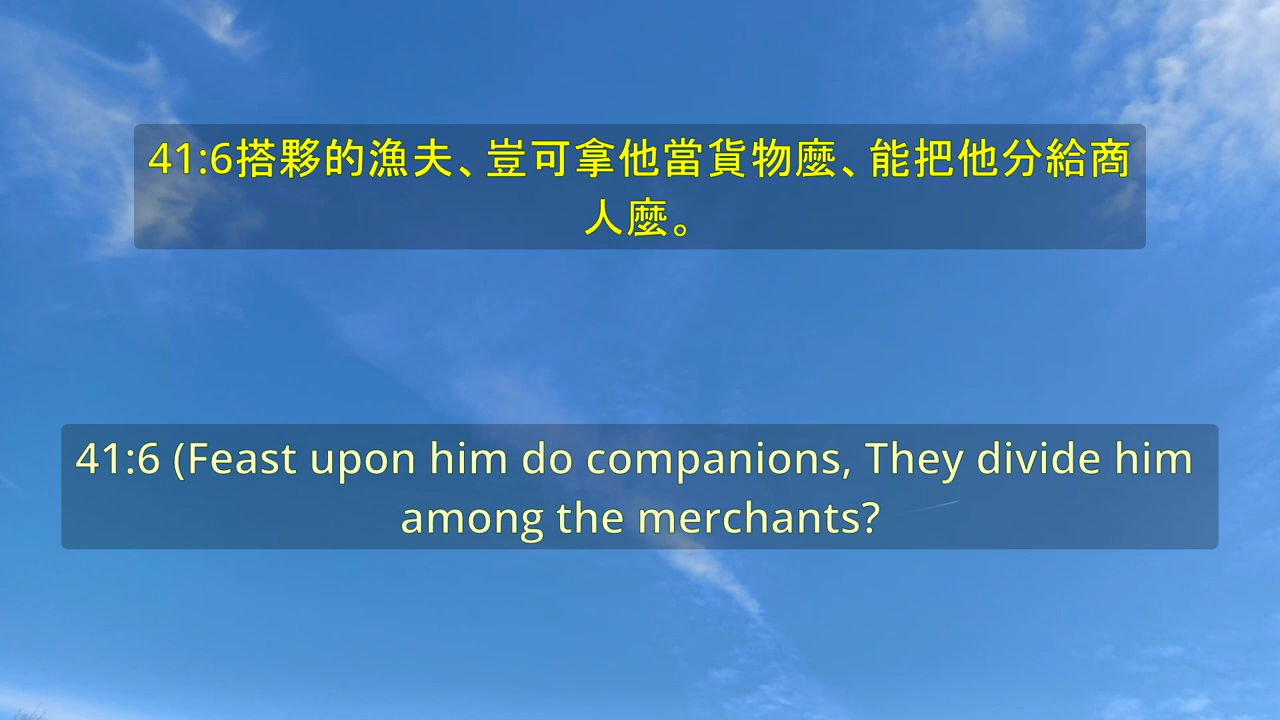 41:6搭夥的漁夫、豈可拿他當貨物麼、能把他分給商
人麼。
41:6 (Feast upon him do companions, They divide him
among the merchants?